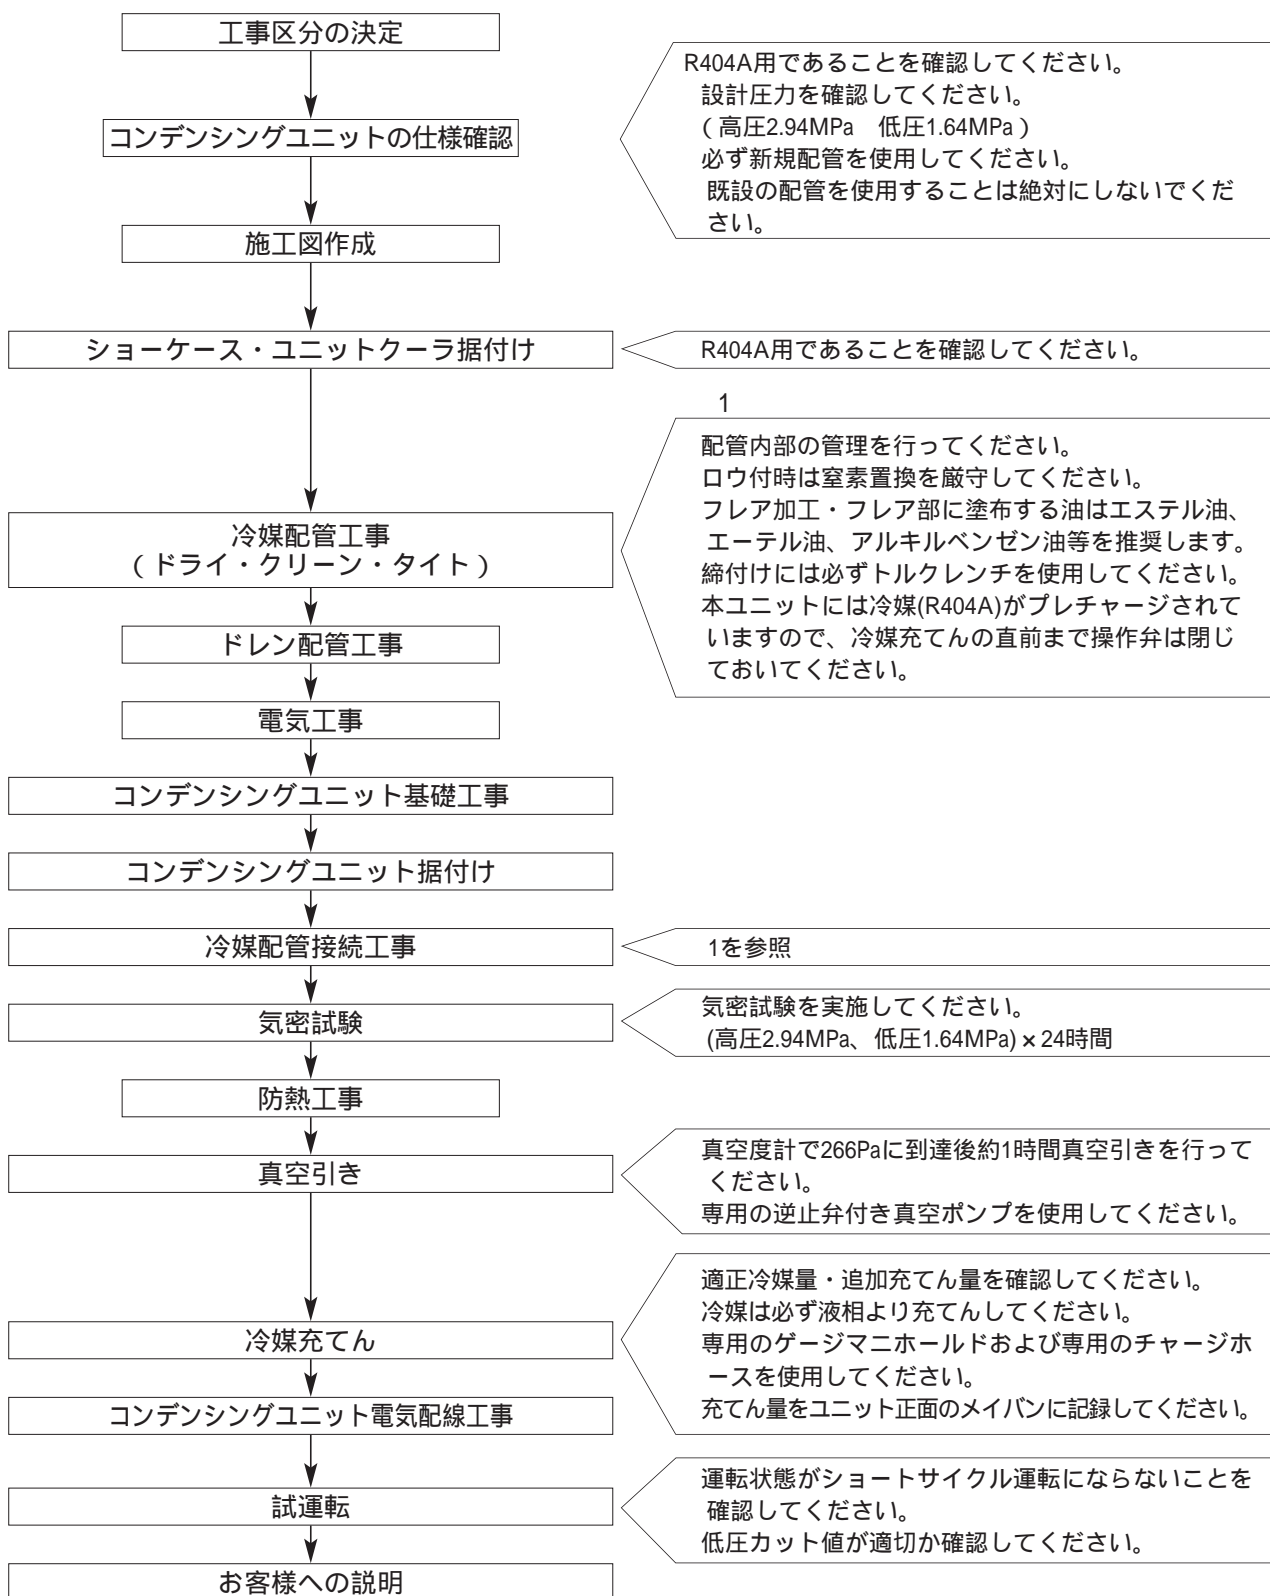 工事区分の決定
コンデンシングユニットの仕様確認
R404A用であることを確認してください。
設計圧力を確認してください。
(高圧2.94MPa 低圧1.64MPa)
必ず新規配管を使用してください。
既設の配管を使用することは絶対にしないでくだ
さい。
施工図作成
ショーケース・ユニットクーラ据付け
R404A用であることを確認してください。
1
冷媒配管工事
(ドライ・クリーン・タイト)
配管内部の管理を行ってください。
ロウ付時は窒素置換を厳守してください。
フレア加工・フレア部に塗布する油はエステル油、
エーテル油、アルキルベンゼン油等を推奨します。
締付けには必ずトルクレンチを使用してください。
本ユニットには冷媒(R404A)がプレチャージされて
いますので、冷媒充てんの直前まで操作弁は閉じ
ておいてください。
ドレン配管工事
電気工事
コンデンシングユニット基礎工事
コンデンシングユニット据付け
冷媒配管接続工事
1を参照
気密試験
気密試験を実施してください。
(高圧2.94MPa、低圧1.64MPa)×24時間
防熱工事
真空引き
真空度計で266Paに到達後約1時間真空引きを行って
ください。
専用の逆止弁付き真空ポンプを使用してください。
冷媒充てん
適正冷媒量・追加充てん量を確認してください。
冷媒は必ず液相より充てんしてください。
専用のゲージマニホールドおよび専用のチャージホ
ースを使用してください。
充てん量をユニット正面のメイバンに記録してください。
コンデンシングユニット電気配線工事
試運転
運転状態がショートサイクル運転にならないことを
確認してください。
低圧カット値が適切か確認してください。
お客様への説明